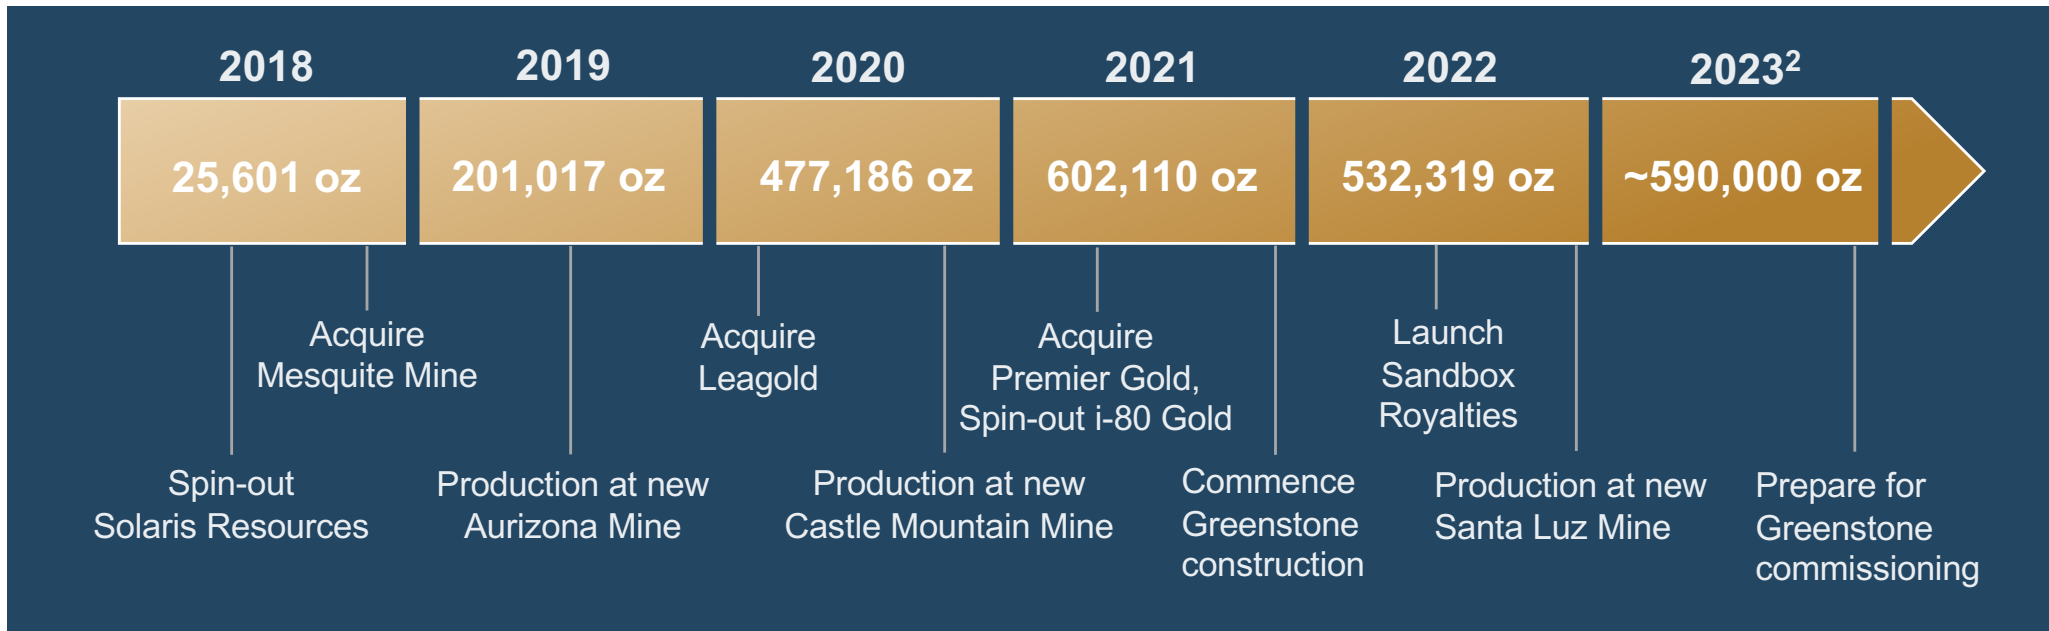 2018
2019
2020
2021
2022
2023²
25,601 oz
201,017 oz
477,186 oz
602,110 oz
532,319 oz
~590,000 oz
Acquire
Mesquite Mine
Acquire
Leagold
Acquire
Premier Gold,
Spin-out i-80 Gold
Launch
Sandbox
Royalties
Spin-out
Solaris Resources
Production at new
Aurizona Mine
Production at new
Castle Mountain Mine
Commence
Greenstone
construction
Production at new
Santa Luz Mine
Prepare for
Greenstone
commissioning